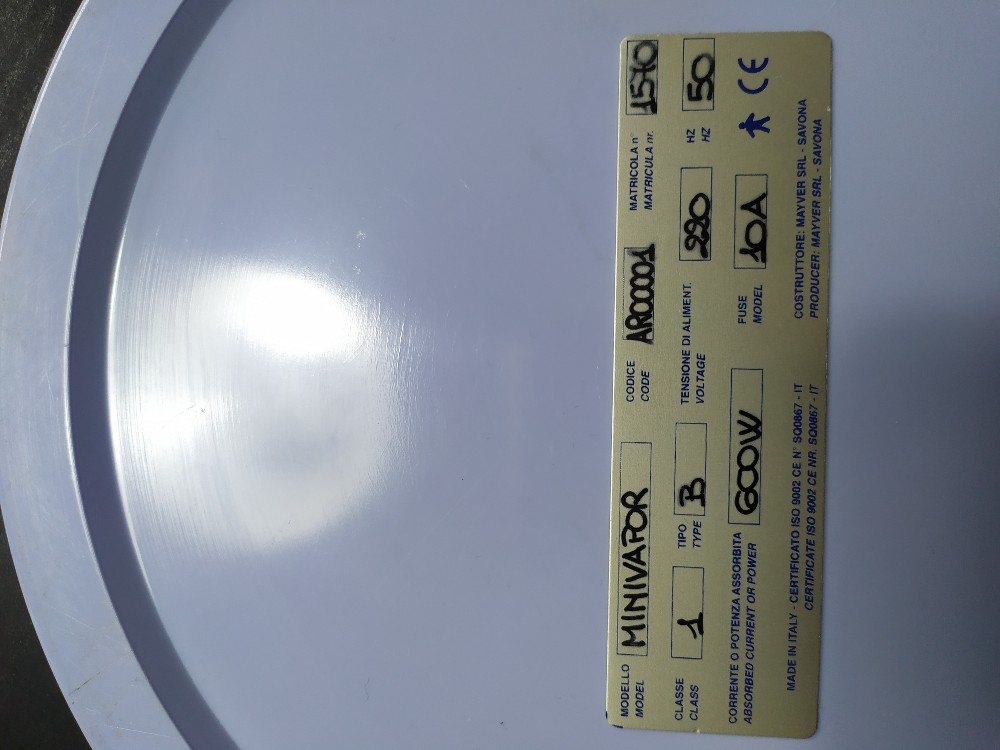 MODELLO MINIVAPOR CODICE AR00001 MATRICOLA n° 1570
MODEL CODE MATRICULA nr.
CLASSE 1 TIPO B TENSIONE DI ALIMENT. 220 HZ 50
CLASS TYPE VOLTAGE HZ
CORRENTE O POTENZA ASSORBITA 600W FUSE 10A CE
ABSORBED CURRENT OR POWER MODEL
MADE IN ITALY - CERTIFICATO ISO 9002 CE N° SQ0867 - IT COSTRUTTORE: MAYVER SRL - SAVONA
CERTIFICATE ISO 9002 CE NR. SQ0867 - IT PRODUCER: MAYVER SRL - SAVONA